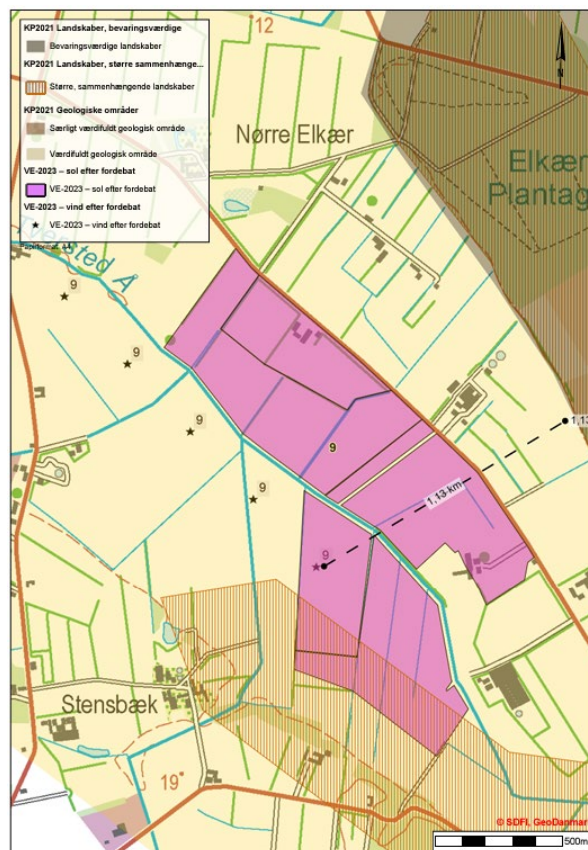 KP2021 Landskaber, bevaringsværdige
Bevaringsværdige landskaber
KP2021 Landskaber, større sammenhænge...
Større, sammenhængende landskaber
KP2021 Geologiske områder
Særligt værdifuldt geologisk område
Værdifuldt geologisk område
VE-2023 – sol efter fordebat
VE-2023 – sol efter fordebat
VE-2023 – vind efter fordebat
VE-2023 – vind efter fordebat
12
N
Nørre Elkær
Elkær
Plantag
sted Å
9
9
9
9
9
9
1,13
1,13 km
Stensbæk
19
© SDFI, GeoDanmar
500m